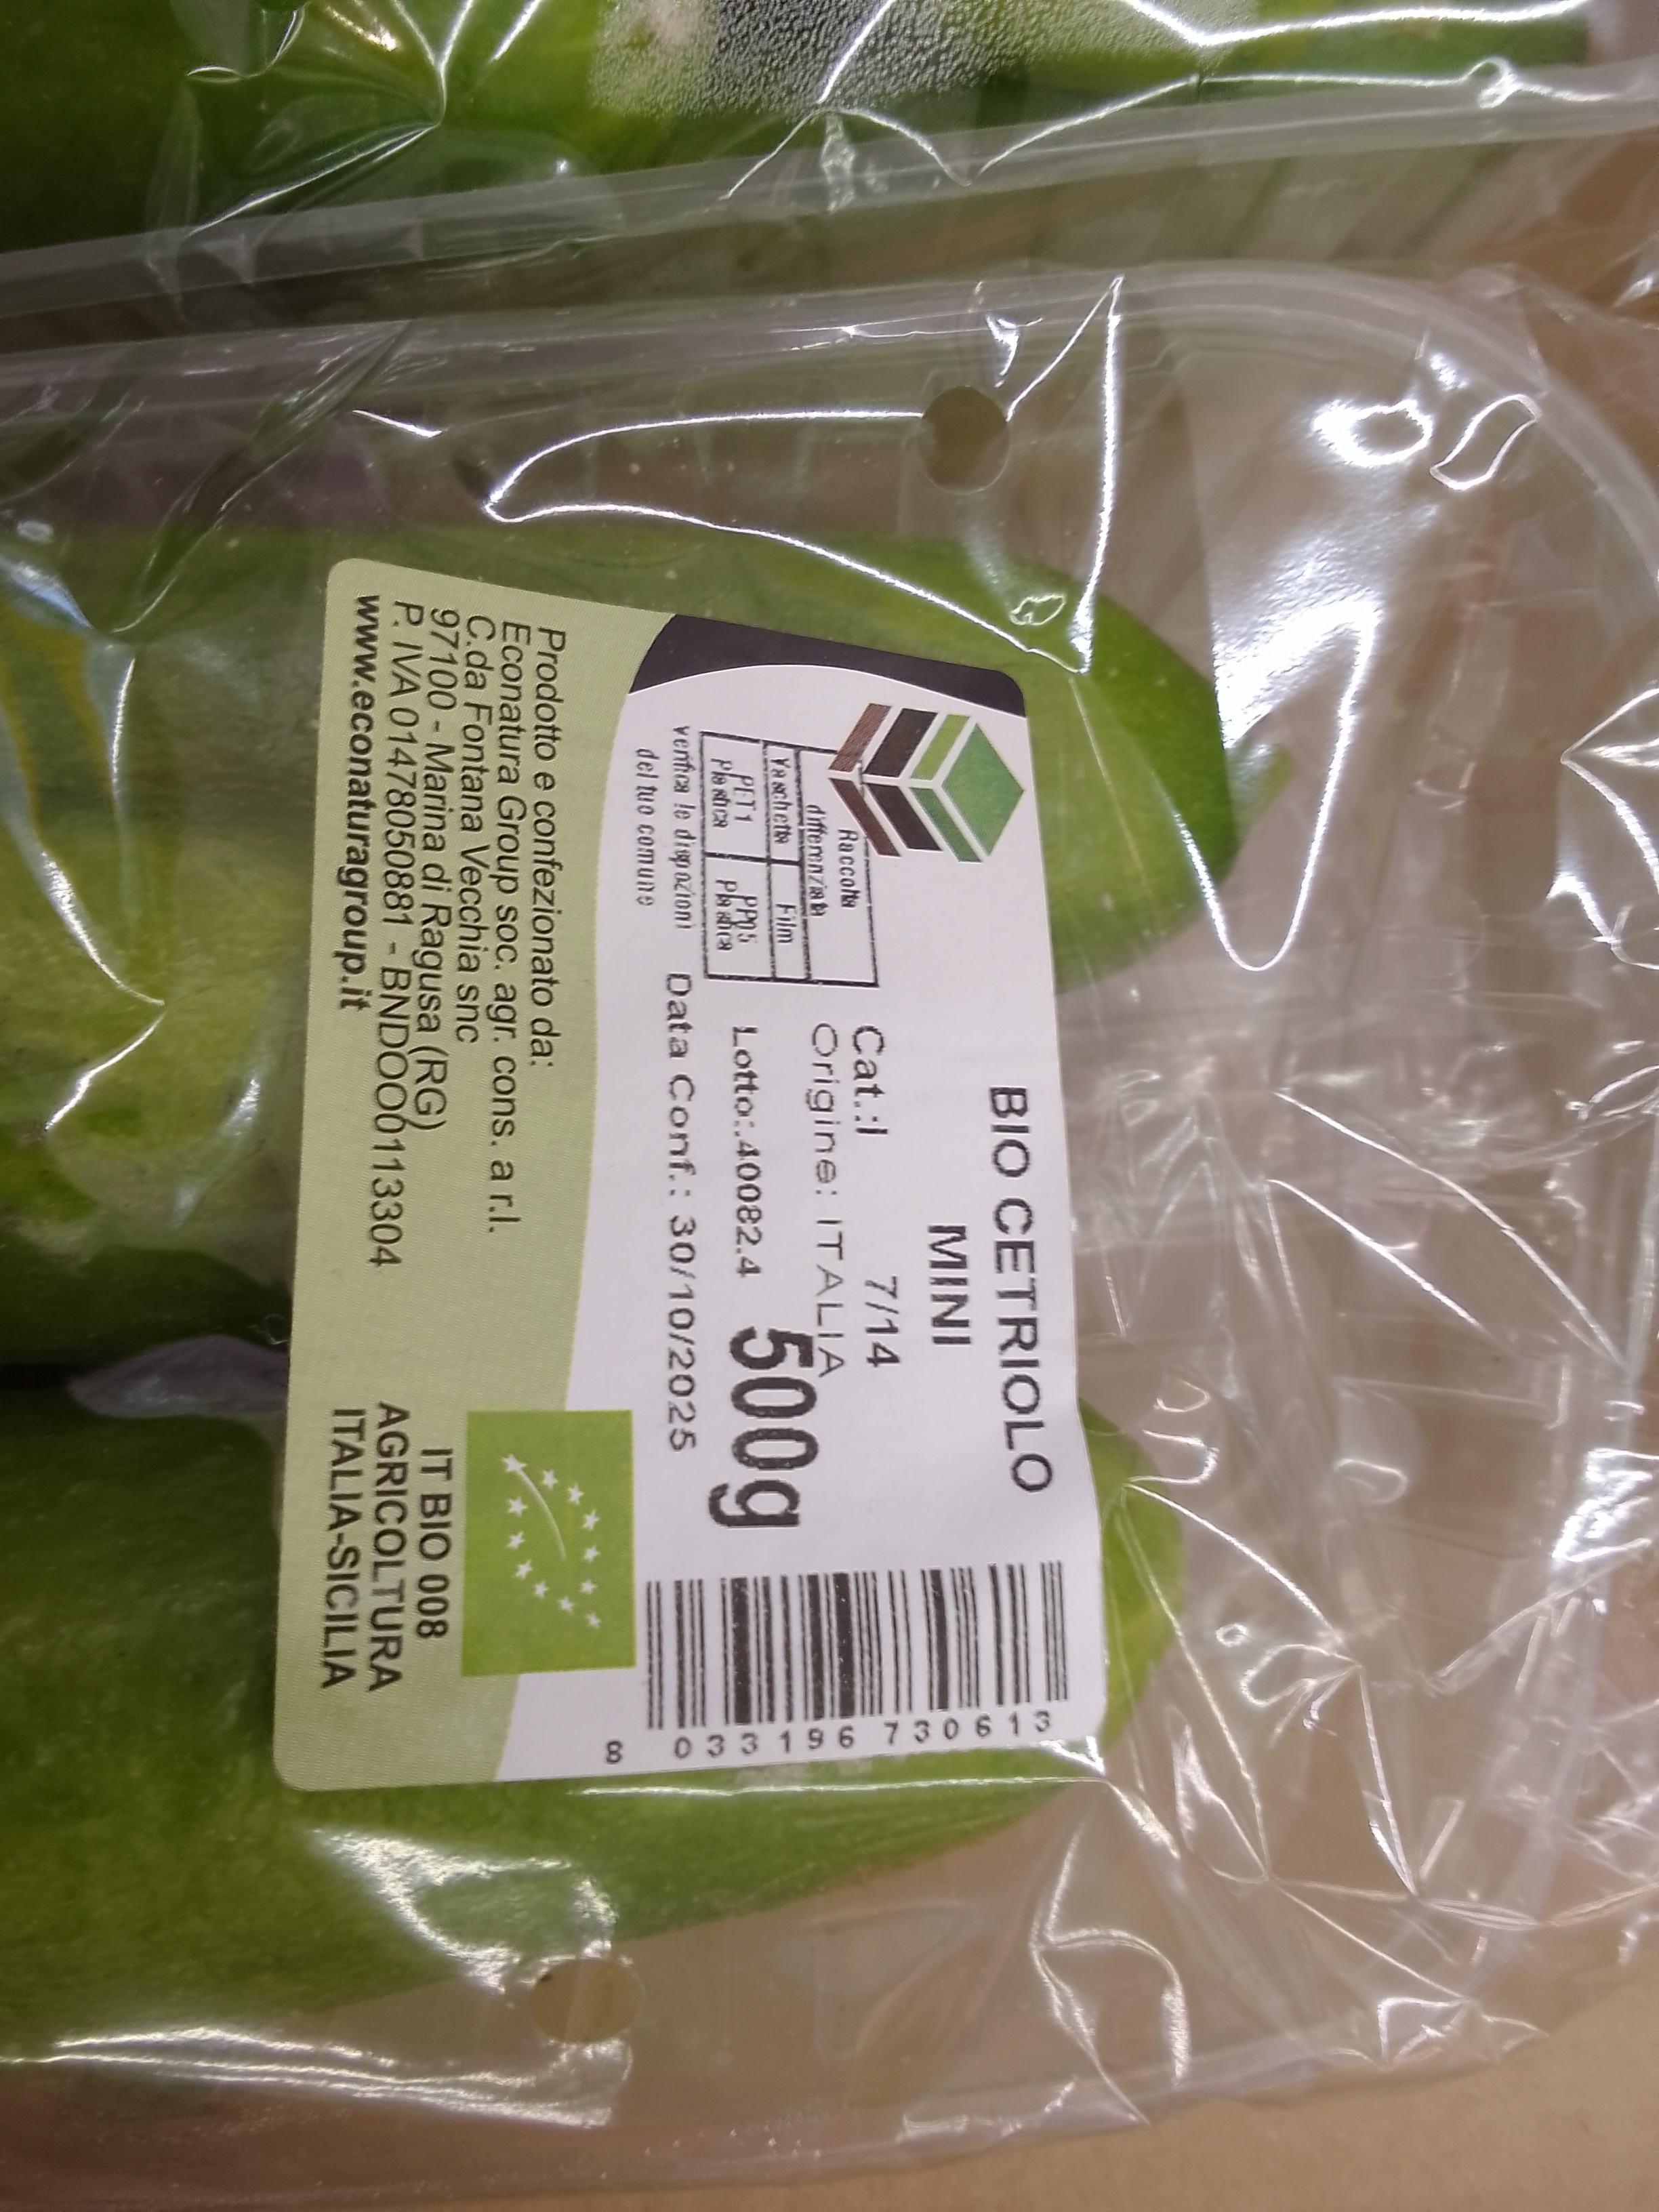 BIO CETRIOLO
MINI
Cat.:I 7/14
Origine: ITALIA
Lotto:.40082.4 500g
Data Conf.: 30/10/2025
Raccolta
differenziata
Vaschetta Film
PET1 PP05
Plastica Plastica
verifica le disposizioni
del tuo comune
8 033196 730613
Prodotto e confezionato da:
Econatura Group soc. agr. cons. a r.l.
C.da Fontana Vecchia snc
97100 - Marina di Ragusa (RG)
P. IVA 01478050881 - BNDOO00113304
www.econaturagroup.it
IT BIO 008
AGRICOLTURA
ITALIA-SICILIA